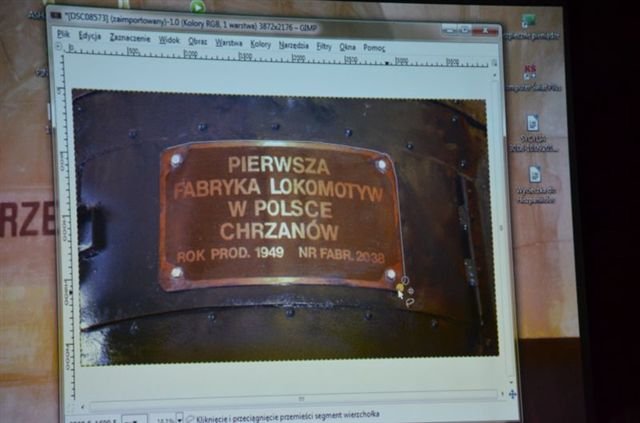 *[DSC08573] (zaimportowany)-1.0 (Kolory RGB, 1 warstwa) 3872x2176 – GIMP
Plik Edycja Zaznaczenie Widok Obraz Warstwa Kolory Narzędzia Filtry Okna Pomoc
RZE
PIERWSZA
FABRYKA LOKOMOTYW
W POLSCE
CHRZANÓW
ROK PROD. 1949 NR FABR. 2038
Kliknięcie i przeciągnięcie przemieści segment wierzchołka